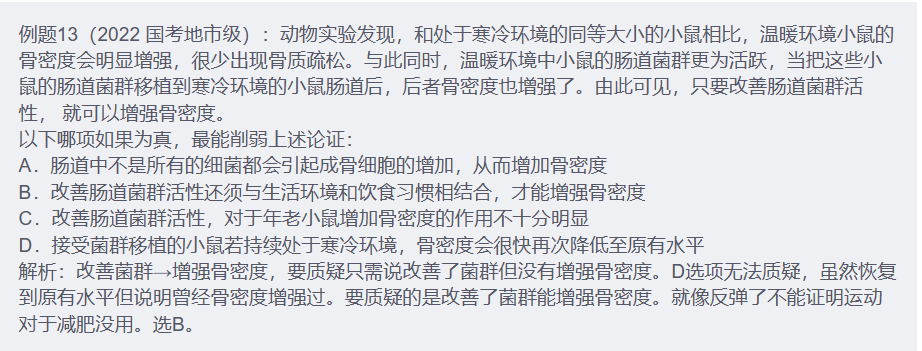 例题13（2022 国考地市级）：动物实验发现，和处于寒冷环境的同等大小的小鼠相比，温暖环境小鼠的
骨密度会明显增强，很少出现骨质疏松。与此同时，温暖环境中小鼠的肠道菌群更为活跃，当把这些小
鼠的肠道菌群移植到寒冷环境的小鼠肠道后，后者骨密度也增强了。由此可见，只要改善肠道菌群活
性， 就可以增强骨密度。
以下哪项如果为真，最能削弱上述论证：
A．肠道中不是所有的细菌都会引起成骨细胞的增加，从而增加骨密度
B．改善肠道菌群活性还须与生活环境和饮食习惯相结合，才能增强骨密度
C．改善肠道菌群活性，对于年老小鼠增加骨密度的作用不十分明显
D．接受菌群移植的小鼠若持续处于寒冷环境，骨密度会很快再次降低至原有水平
解析：改善菌群→增强骨密度，要质疑只需说改善了菌群但没有增强骨密度。D选项无法质疑，虽然恢复
到原有水平但说明曾经骨密度增强过。要质疑的是改善了菌群能增强骨密度。就像反弹了不能证明运动
对于减肥没用。选B。